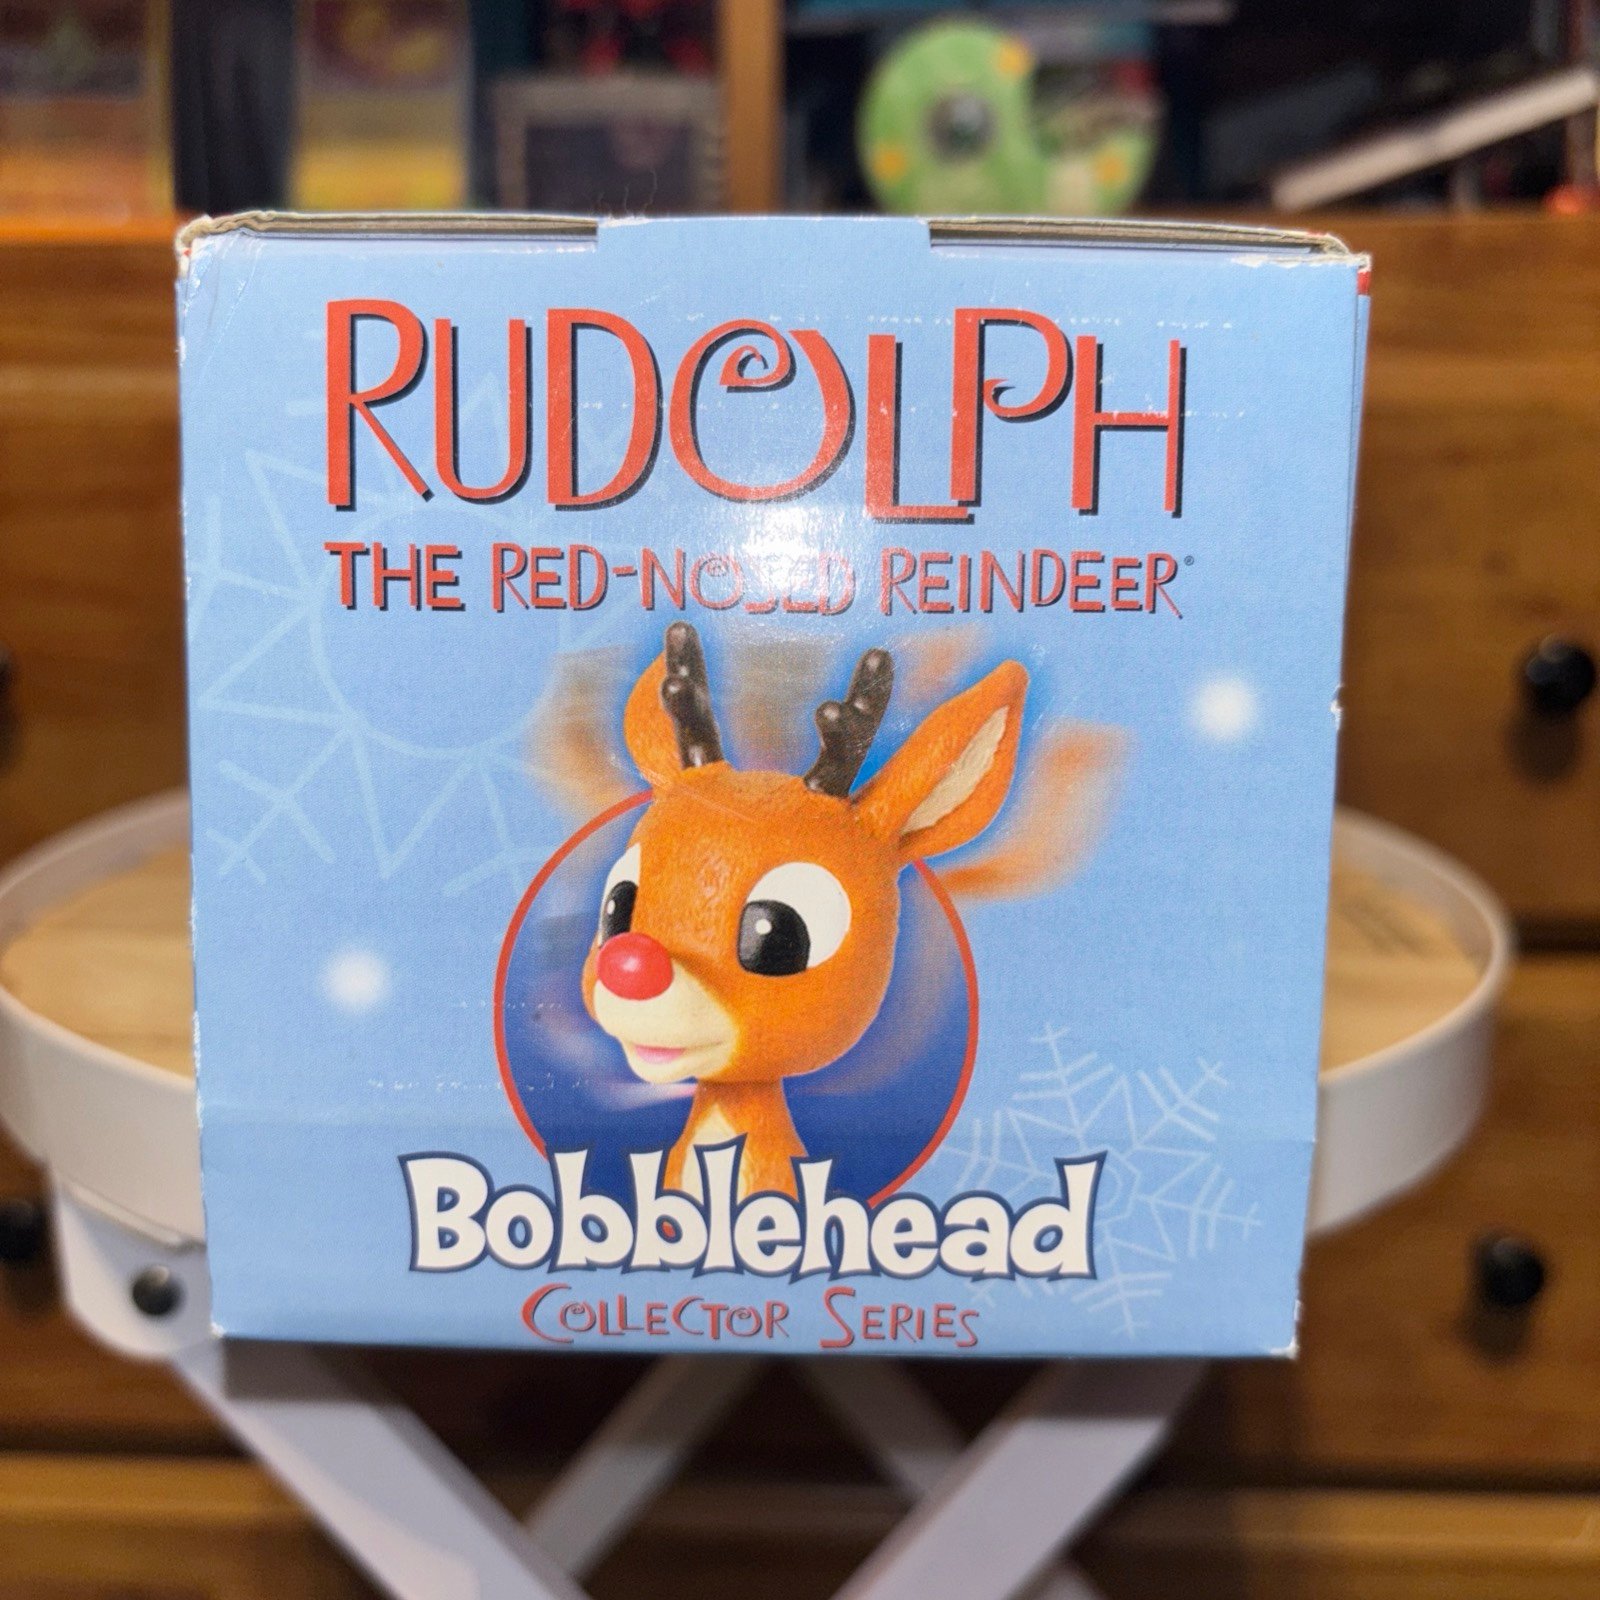 RUDOLPH
THE RED-NOSED REINDEER®
Bobblehead
COLLECTOR SERIES